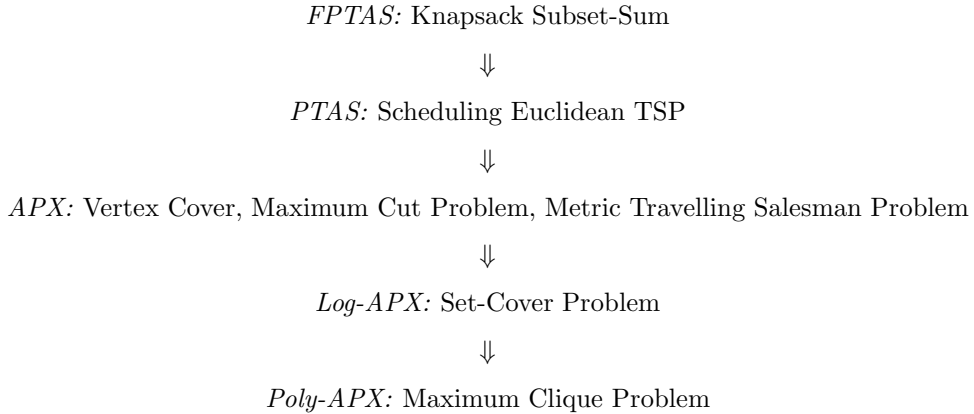 FPTAS: Knapsack Subset-Sum
⇓
PTAS: Scheduling Euclidean TSP
⇓
APX: Vertex Cover, Maximum Cut Problem, Metric Travelling Salesman Problem
⇓
Log-APX: Set-Cover Problem
⇓
Poly-APX: Maximum Clique Problem